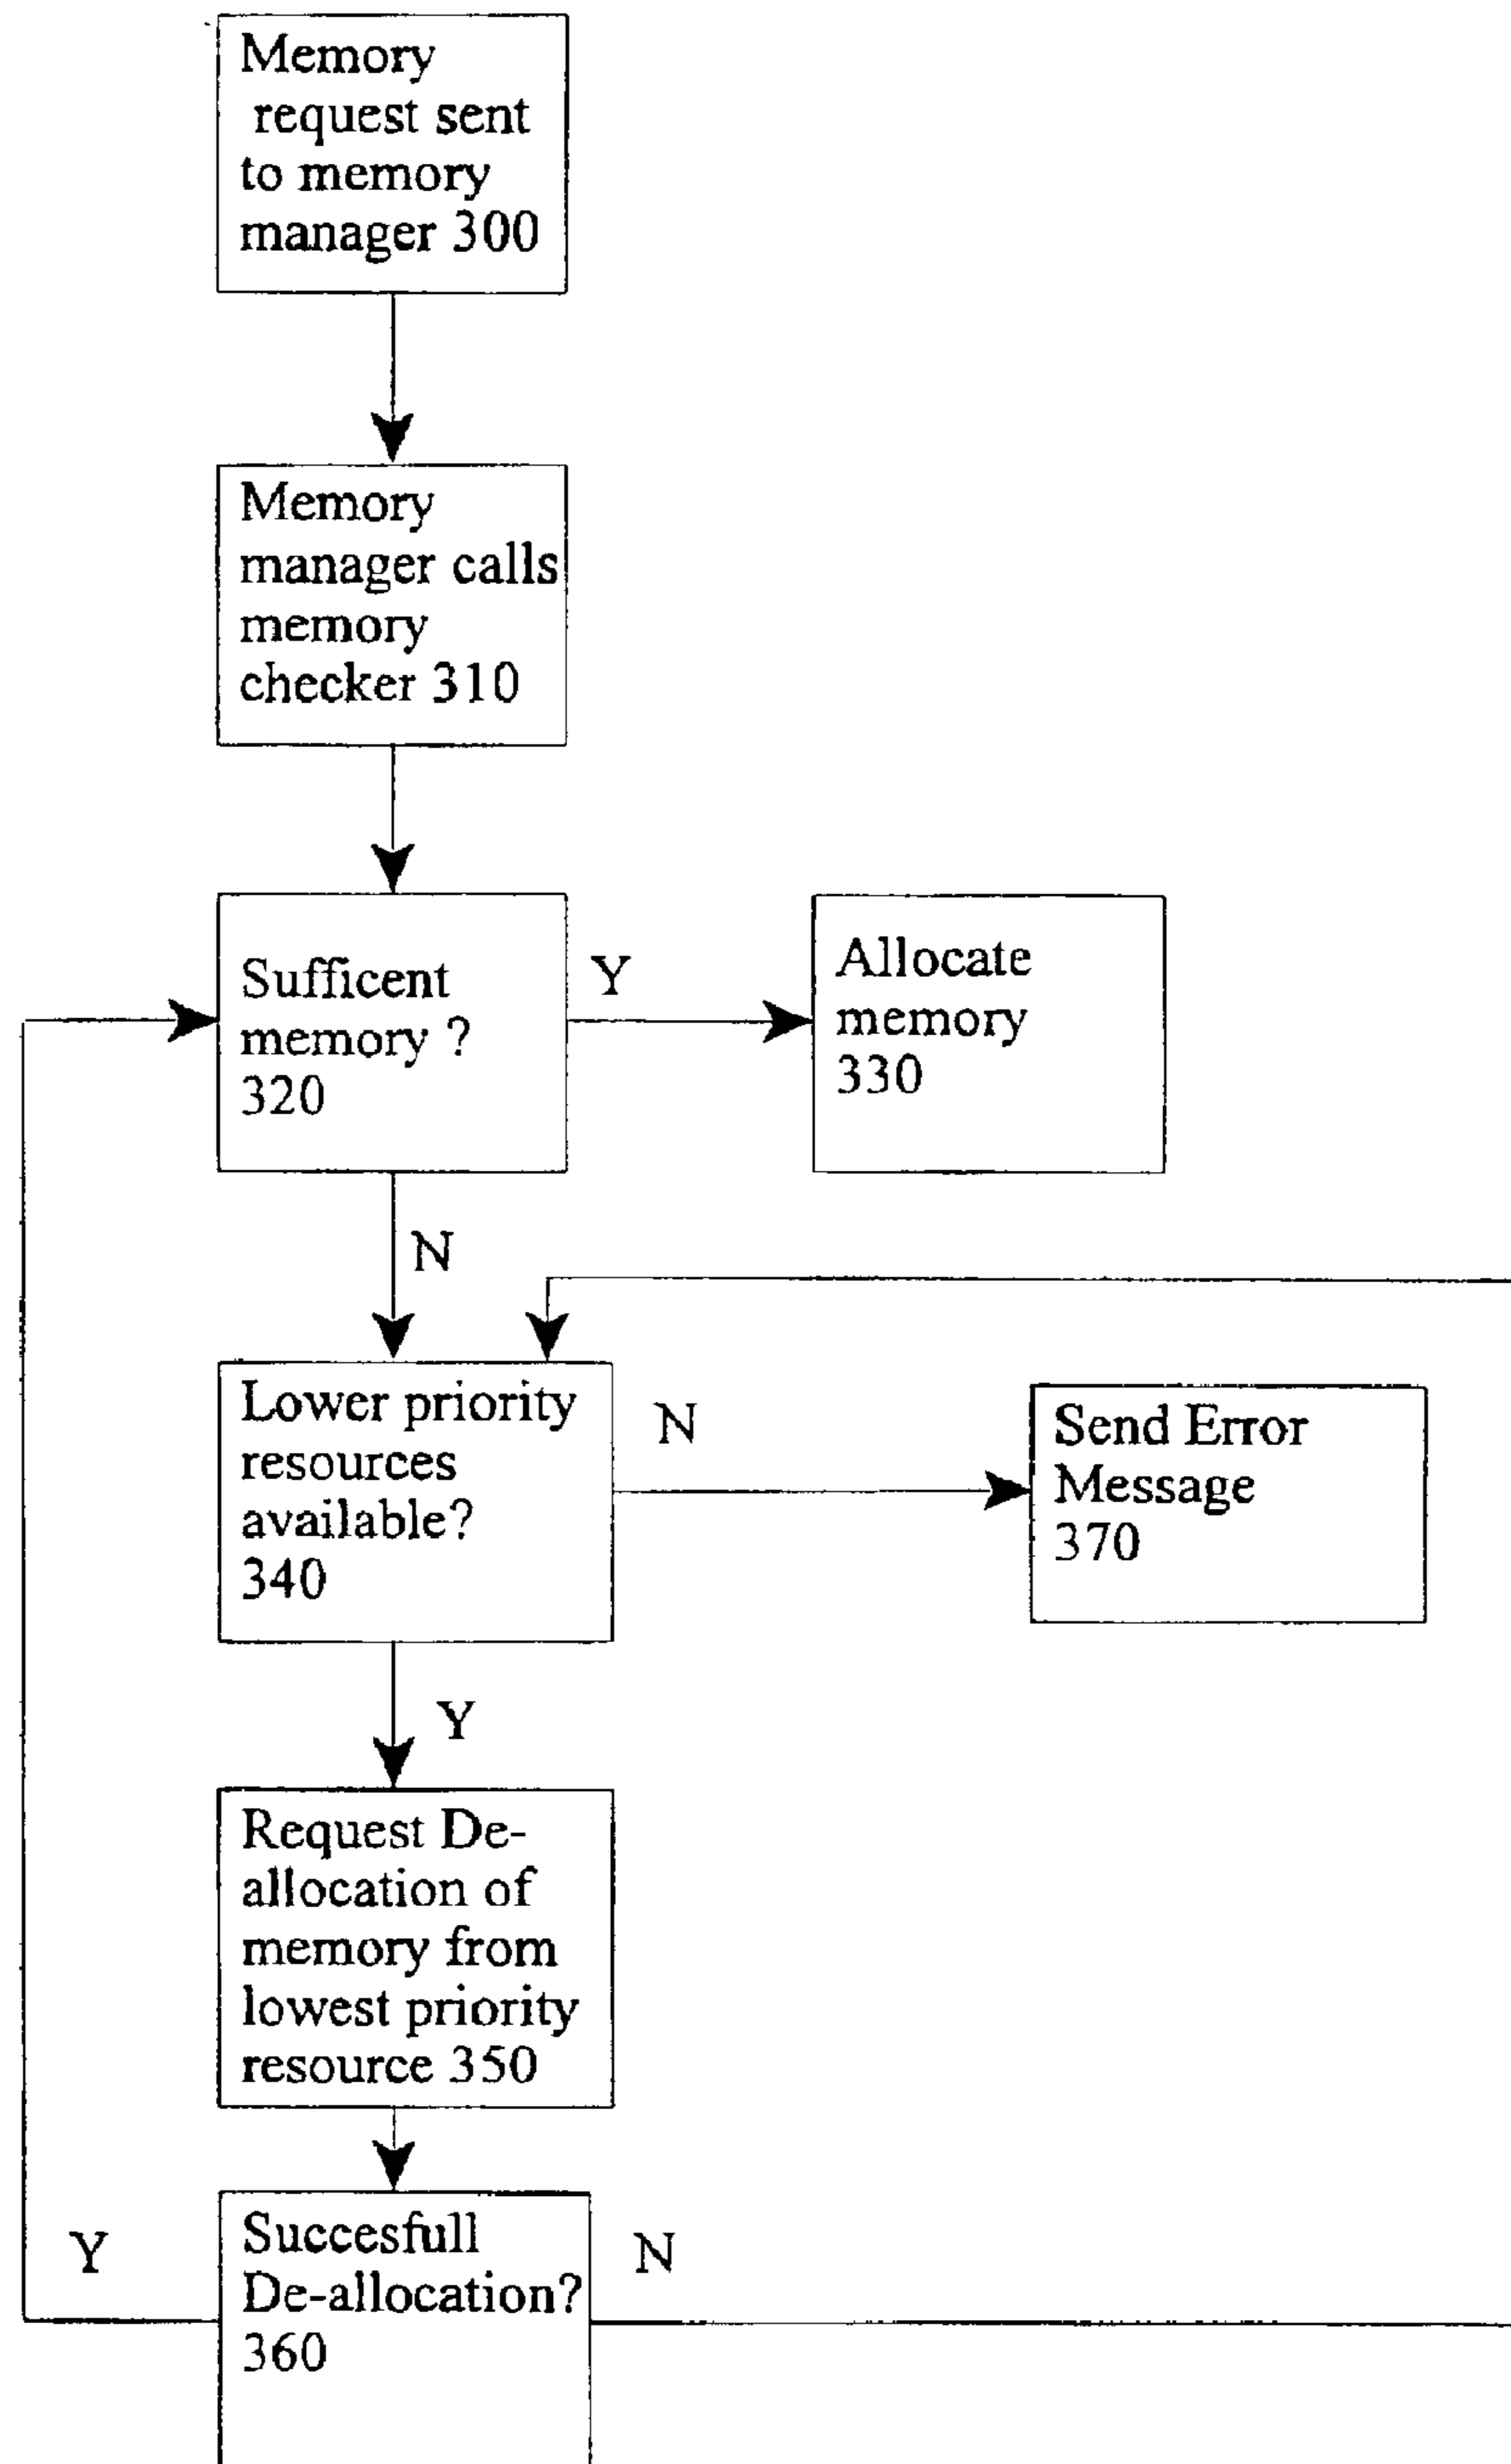 Memory
request sent
to memory
manager 300
Memory
manager calls
memory
checker 310
Sufficent
memory ?
320
Y
Allocate
memory
330
N
Lower priority
resources
available?
340
N
Send Error
Message
370
Y
Request De-
allocation of
memory from
lowest priority
resource 350
Y
Succesfull
De-allocation?
360
N